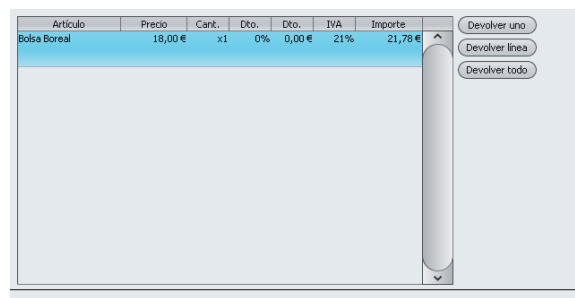 Artículo Precio Cant. Dto. Dto. IVA Importe
Bolsa Boreal 18,00 € x1 0% 0,00 € 21% 21,78 €
Devolver uno
Devolver línea
Devolver todo